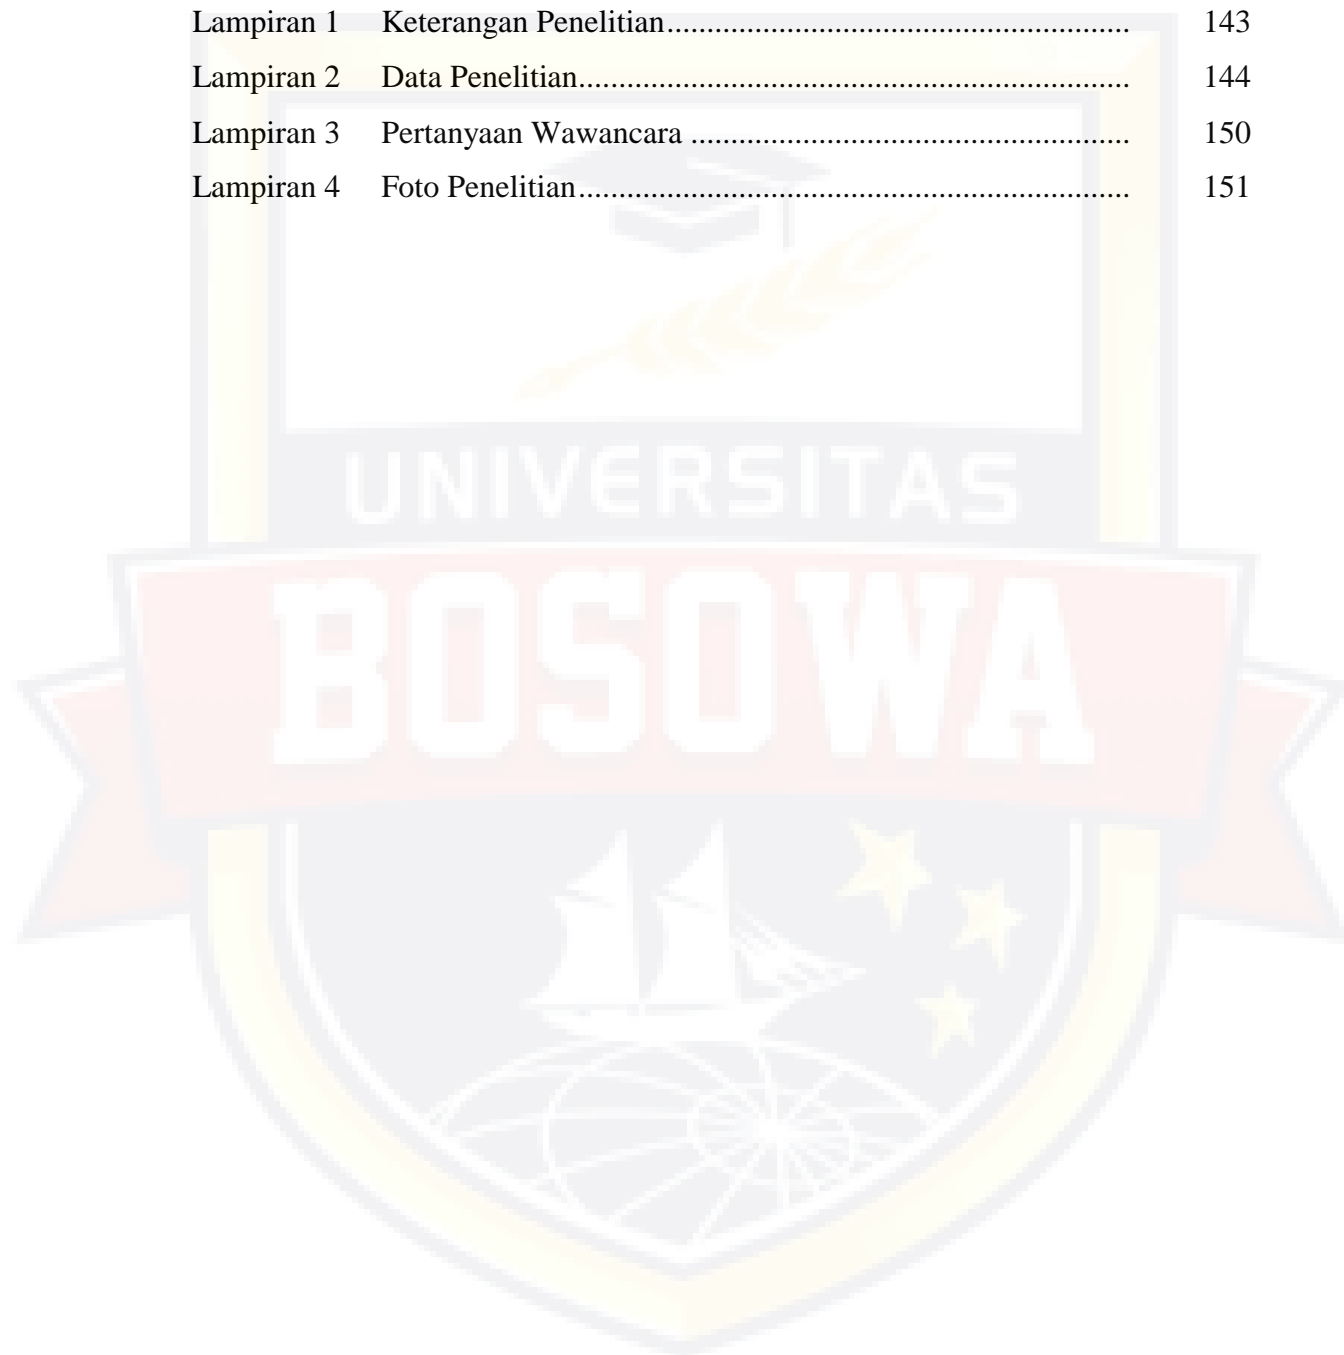 Lampiran 1 Keterangan Penelitian.......................................................... 143
Lampiran 2 Data Penelitian..................................................................... 144
Lampiran 3 Pertanyaan Wawancara ....................................................... 150
Lampiran 4 Foto Penelitian..................................................................... 151
UNIVERSITAS
BOSOWA